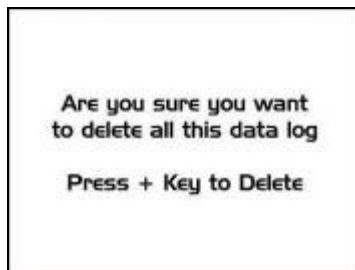 Are you sure you want
to delete all this data log
Press + Key to Delete